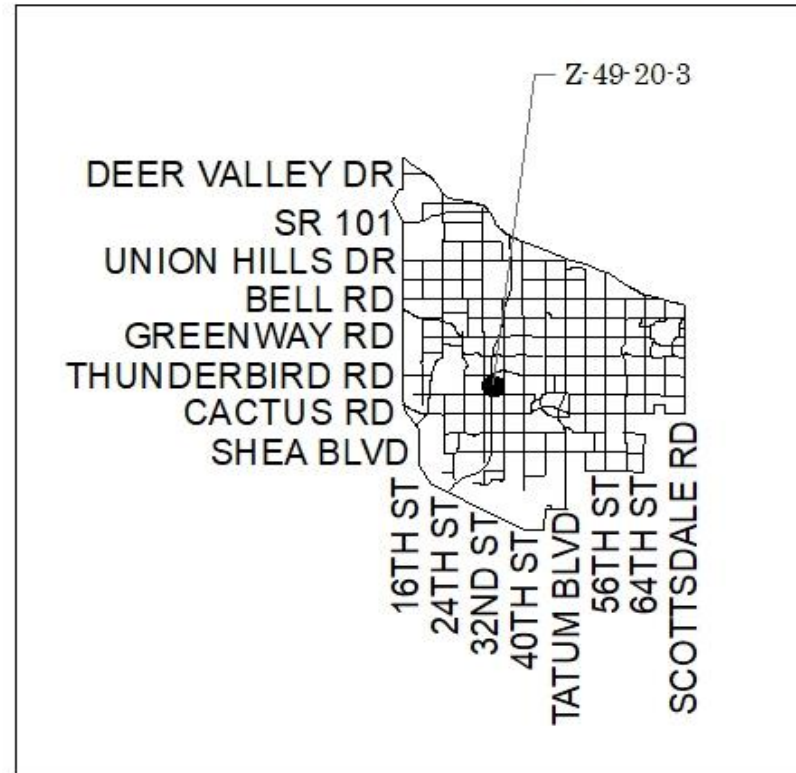 Z-49-20-3
DEER VALLEY DR
SR 101
UNION HILLS DR
BELL RD
GREENWAY RD
THUNDERBIRD RD
CACTUS RD
SHEA BLVD
16TH ST
24TH ST
32ND ST
40TH ST
TATUM BLVD
56TH ST
64TH ST
SCOTTSDALE RD